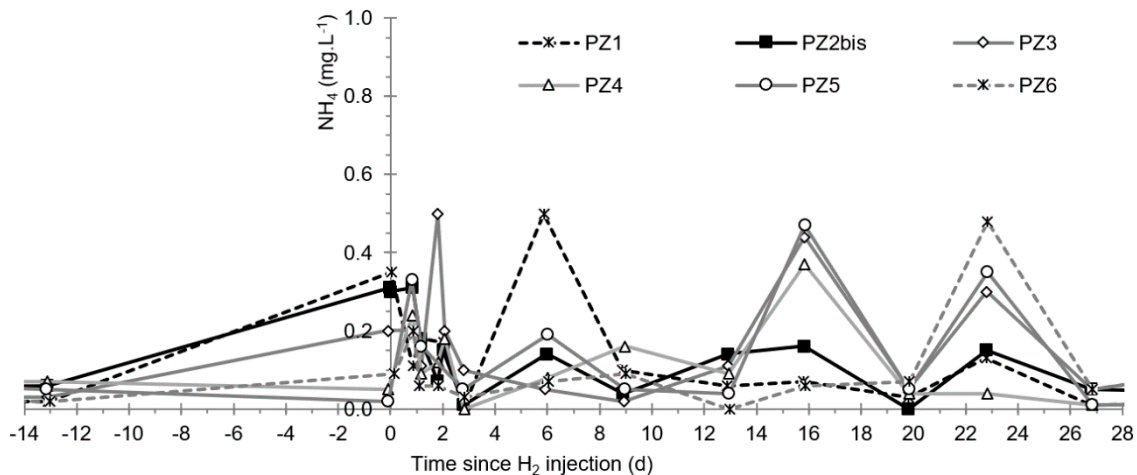 1.0
PZ1 PZ2bis PZ3
0.8
PZ4 PZ5 PZ6
NH₄ (mg.L⁻¹)
0.6
0.4
0.2
0.0
-14 -12 -10 -8 -6 -4 -2 0 2 4 6 8 10 12 14 16 18 20 22 24 26 28
Time since H₂ injection (d)